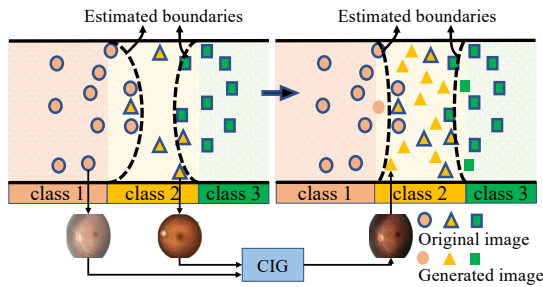 Estimated boundaries
Estimated boundaries
class 1
class 2
class 3
class 1
class 2
class 3
CIG
Original image
Generated image